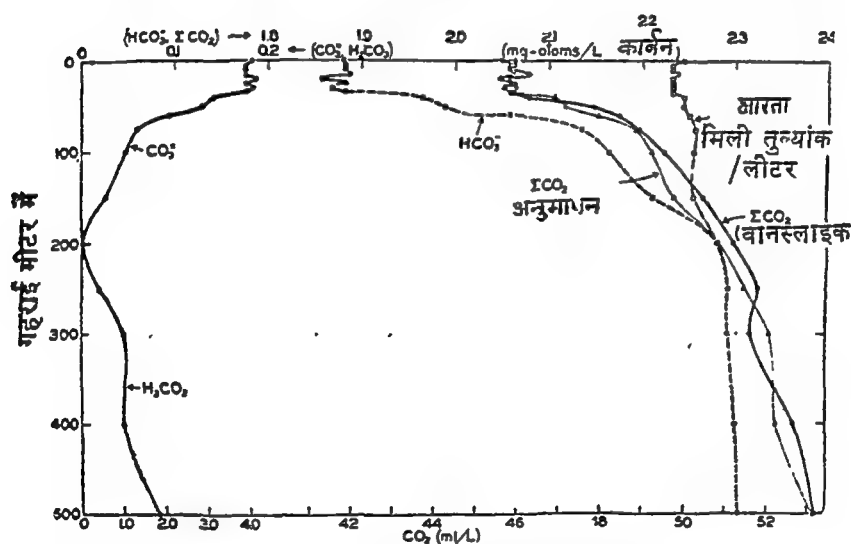 (HCO₃⁻, ΣCO₂) → 1.8 1.9 2.0 2.1 2.2 2.3 2.4
0.1 0.2 ← (CO₃⁼ H₂CO₃) (mg-atoms/L कार्बन)
0
100
200
300
400
500
गहराई मीटर में
CO₃⁼
HCO₃⁻
ΣCO₂
अनुमापन
क्षारता
मिली तुल्यांक
/लीटर
ΣCO₂
(वानस्लाइक
H₂CO₂
0 1.0 2.0 3.0 4.0 42 44 46 48 50 52
CO₂ (ml/L)